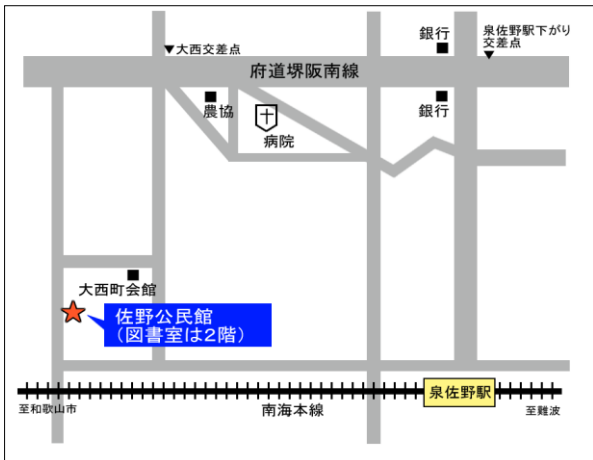 銀行
泉佐野駅下がり
交差点
▼大西交差点
府道堺阪南線
農協
銀行
病院
大西町会館
佐野公民館
(図書室は2階)
泉佐野駅
至和歌山市
南海本線
至難波